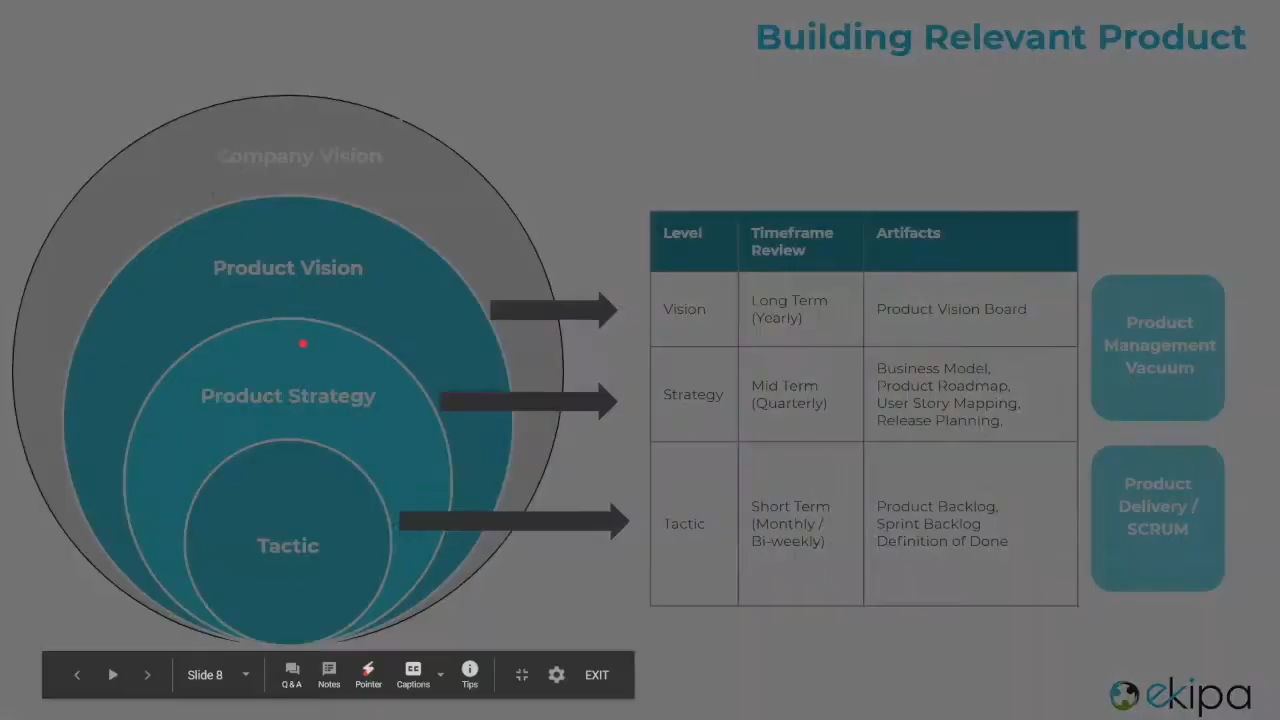 Building Relevant Product
Company Vision
Product Vision
Product Strategy
Tactic
Level
Timeframe
Review
Artifacts
Vision
Long Term
(Yearly)
Product Vision Board
Strategy
Mid Term
(Quarterly)
Business Model,
Product Roadmap,
User Story Mapping,
Release Planning,
Tactic
Short Term
(Monthly /
Bi-weekly)
Product Backlog,
Sprint Backlog
Definition of Done
Product
Management
Vacuum
Product
Delivery /
SCRUM
Slide 8
Q & A
Notes
Pointer
CC
Captions
Tips
EXIT
ekipa